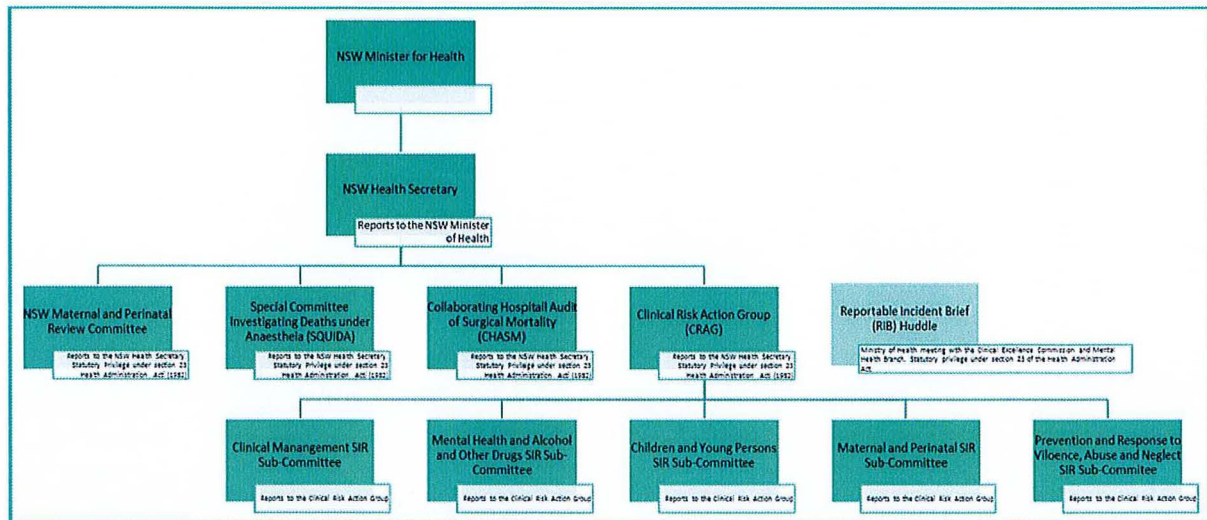 NSW Minister for Health
NSW Health Secretary
Reports to the NSW Minister
of Health
NSW Maternal and Perinatal
Review Committee
Reports to the NSW Health Secretary
Statutory Privilege under section 23
Health Administration Act (1982)
Special Committee
Investigating Deaths under
Anaestheia (SQUIDA)
Reports to the NSW Health Secretary
Statutory Privilege under section 23
Health Administration Act (1982)
Collaborating Hospitall Audit
of Surgical Mortality
(CHASM)
Reports to the NSW Health Secretary
Statutory Privilege under section 23
Health Administration Act (1982)
Clinical Risk Action Group
(CRAG)
Reports to the NSW Health Secretary
Statutory Privilege under section 23
Health Administration Act (1982)
Reportable Incident Brief
(RIB) Huddle
Ministry of Health meeting with the Clinical Excellence Commission and Mental
Health Branch. Statutory privilege under section 23 of the Health Administration
Act.
Clinical Manangement SIR
Sub-Committee
Reports to the Clinical Risk Action Group
Mental Health and Alcohol
and Other Drugs SIR Sub-
Committee
Reports to the Clinical Risk Action Group
Children and Young Persons
SIR Sub-Committee
Reports to the Clinical Risk Action Group
Maternal and Perinatal SIR
Sub-Committee
Reports to the Clinical Risk Action Group
Prevention and Response to
Viloence, Abuse and Neglect
SIR Sub-Commitee
Reports to the Clinical Risk Action Group